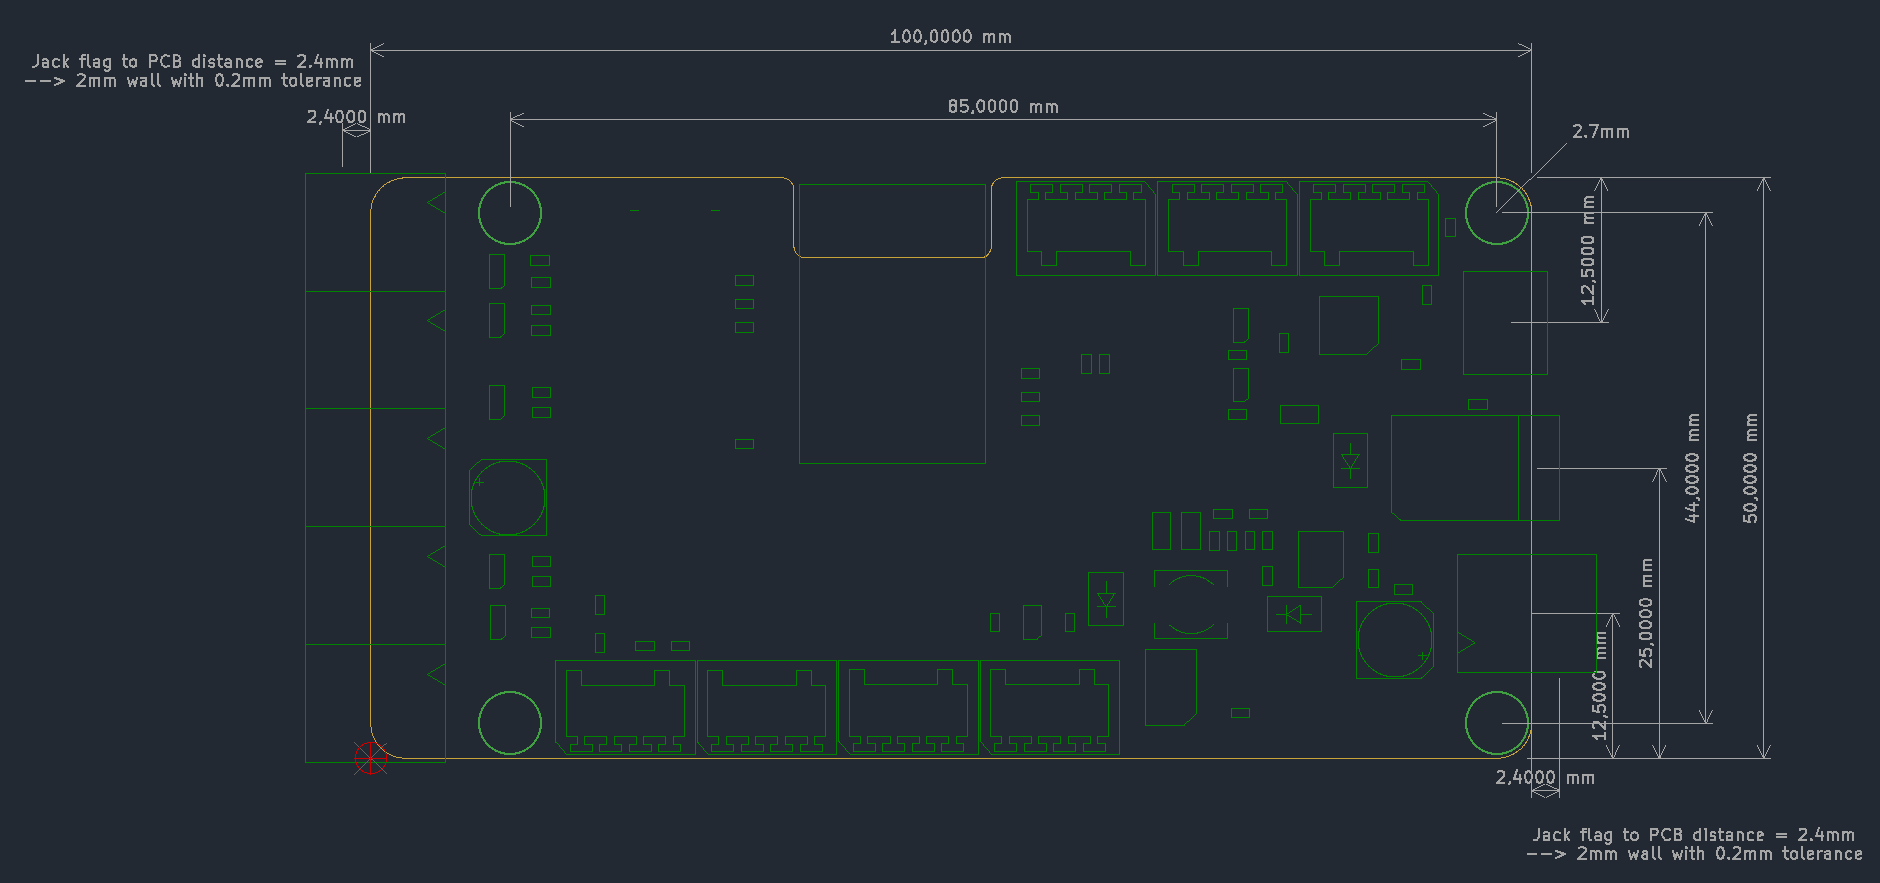 100,0000 mm
Jack flag to PCB distance = 2.4mm
--> 2mm wall with 0.2mm tolerance
85,0000 mm
2,4000 mm
2.7mm
12,5000 mm
44,0000 mm
50,0000 mm
25,0000 mm
12,5000 mm
2,4000 mm
Jack flag to PCB distance = 2.4mm
--> 2mm wall with 0.2mm tolerance